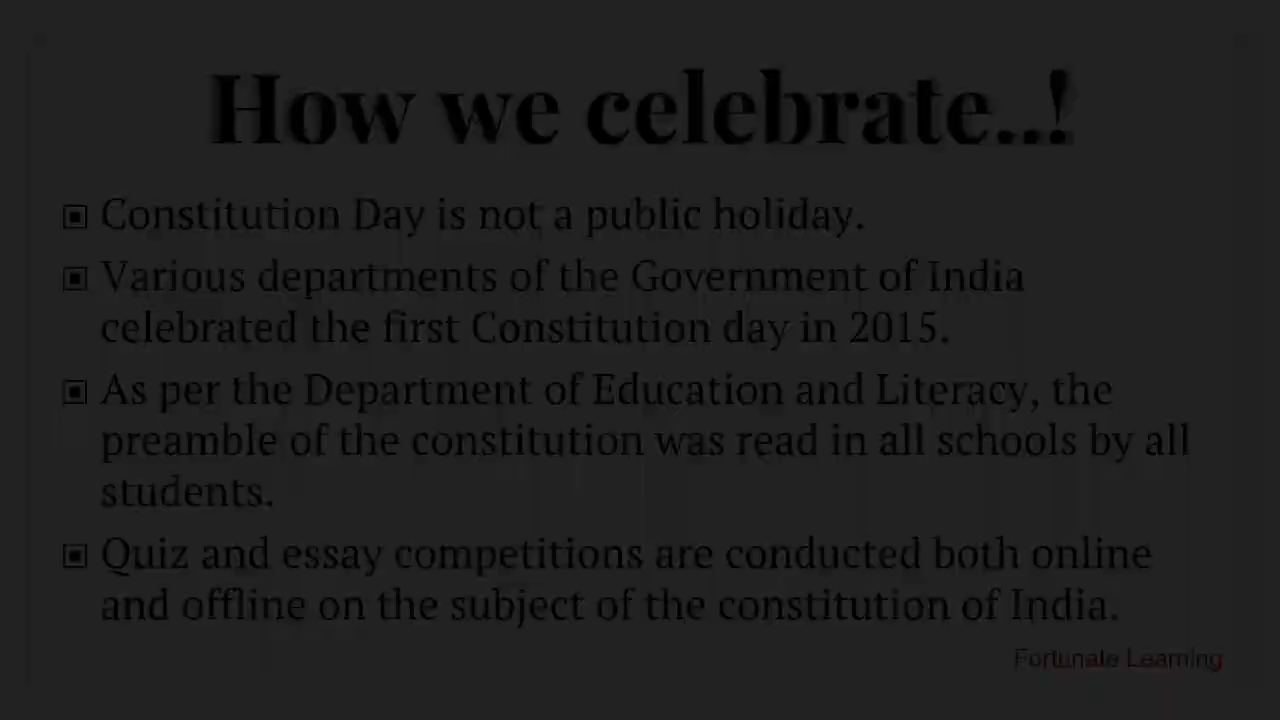 How we celebrate..!
Constitution Day is not a public holiday.
Various departments of the Government of India
celebrated the first Constitution day in 2015.
As per the Department of Education and Literacy, the
preamble of the constitution was read in all schools by all
students.
Quiz and essay competitions are conducted both online
and offline on the subject of the constitution of India.
Fortunate Learning